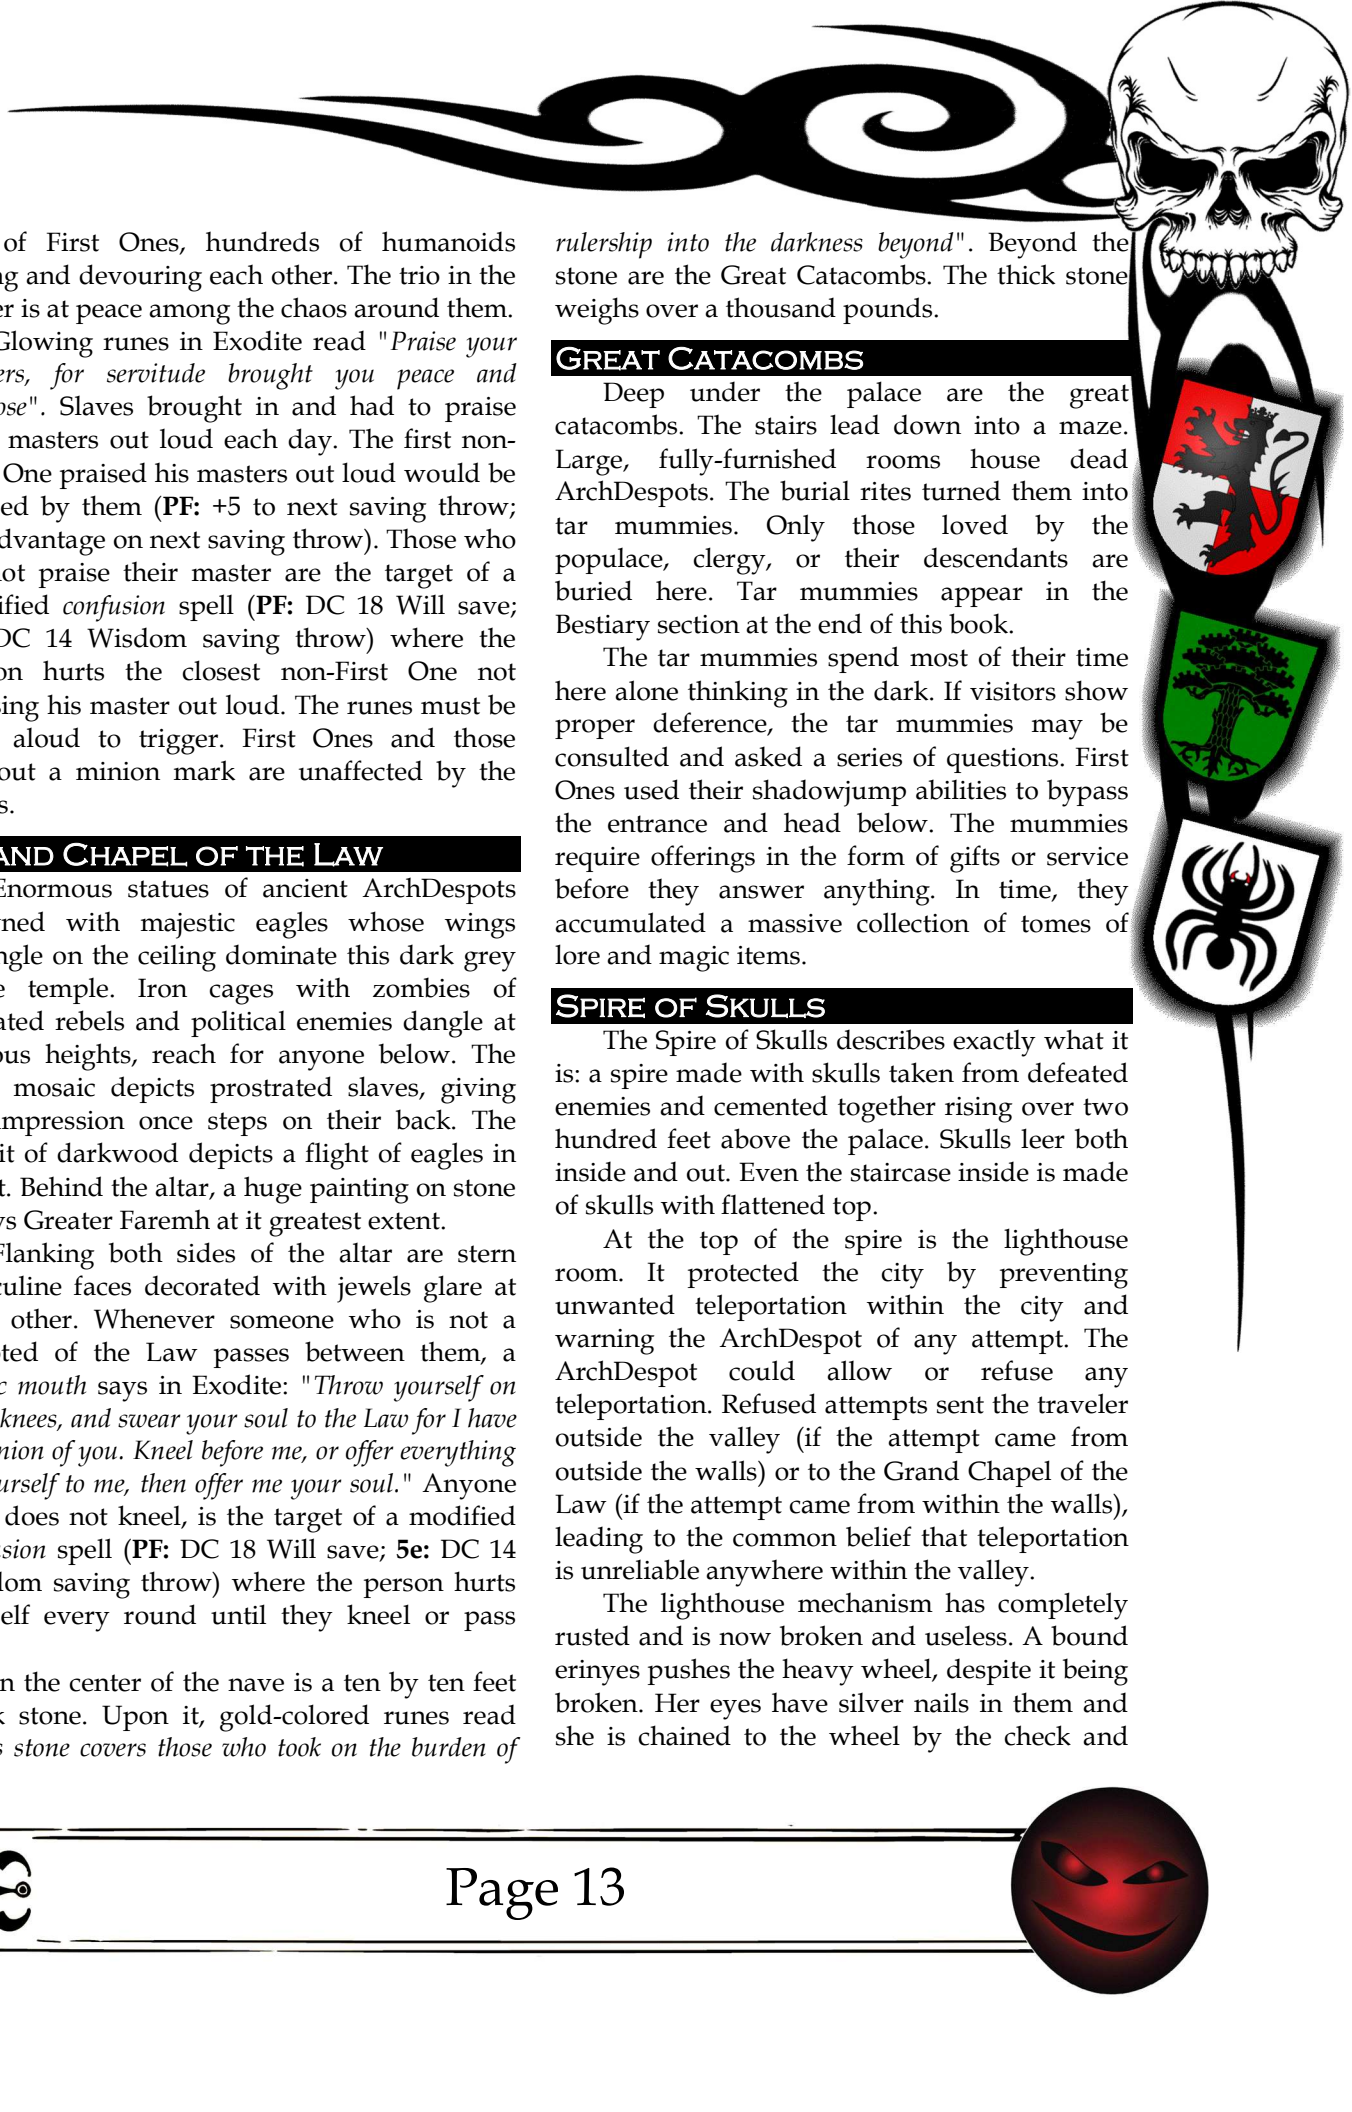 of First Ones, hundreds of humanoids
and devouring each other. The trio in the
is at peace among the chaos around them.
Glowing runes in Exodite read "Praise your
for servitude brought you peace and
Slaves brought in and had to praise
masters out loud each day. The first non-
One praised his masters out loud would be
by them (PF: +5 to next saving throw;
on next saving throw). Those who
praise their master are the target of a
confusion spell (PF: DC 18 Will save;
DC 14 Wisdom saving throw) where the
hurts the closest non-First One not
his master out loud. The runes must be
aloud to trigger. First Ones and those
a minion mark are unaffected by the
CHAPEL OF THE LAW
Enormous statues of ancient ArchDespots
with majestic eagles whose wings
on the ceiling dominate this dark grey
temple. Iron cages with zombies of
rebels and political enemies dangle at
heights, reach for anyone below. The
mosaic depicts prostrated slaves, giving
impression once steps on their back. The
of darkwood depicts a flight of eagles in
Behind the altar, a huge painting on stone
Greater Faremh at it greatest extent.
Flanking both sides of the altar are stern
faces decorated with jewels glare at
other. Whenever someone who is not a
of the Law passes between them, a
mouth says in Exodite: "Throw yourself on
knees, and swear your soul to the Law for I have
of you. Kneel before me, or offer everything
to me, then offer me your soul." Anyone
does not kneel, is the target of a modified
spell (PF: DC 18 Will save; 5e: DC 14
saving throw) where the person hurts
every round until they kneel or pass
the center of the nave is a ten by ten feet
stone. Upon it, gold-colored runes read
stone covers those who took on the burden of
rulership into the darkness beyond". Beyond the
stone are the Great Catacombs. The thick stone
weighs over a thousand pounds.
GREAT CATACOMBS
Deep under the palace are the great
catacombs. The stairs lead down into a maze.
Large, fully-furnished rooms house dead
ArchDespots. The burial rites turned them into
tar mummies. Only those loved by the
populace, clergy, or their descendants are
buried here. Tar mummies appear in the
Bestiary section at the end of this book.
The tar mummies spend most of their time
here alone thinking in the dark. If visitors show
proper deference, the tar mummies may be
consulted and asked a series of questions. First
Ones used their shadowjump abilities to bypass
the entrance and head below. The mummies
require offerings in the form of gifts or service
before they answer anything. In time, they
accumulated a massive collection of tomes of
lore and magic items.
SPIRE OF SKULLS
The Spire of Skulls describes exactly what it
is: a spire made with skulls taken from defeated
enemies and cemented together rising over two
hundred feet above the palace. Skulls leer both
inside and out. Even the staircase inside is made
of skulls with flattened top.
At the top of the spire is the lighthouse
room. It protected the city by preventing
unwanted teleportation within the city and
warning the ArchDespot of any attempt. The
ArchDespot could allow or refuse any
teleportation. Refused attempts sent the traveler
outside the valley (if the attempt came from
outside the walls) or to the Grand Chapel of the
Law (if the attempt came from within the walls),
leading to the common belief that teleportation
is unreliable anywhere within the valley.
The lighthouse mechanism has completely
rusted and is now broken and useless. A bound
erinyes pushes the heavy wheel, despite it being
broken. Her eyes have silver nails in them and
she is chained to the wheel by the check and
Page 13